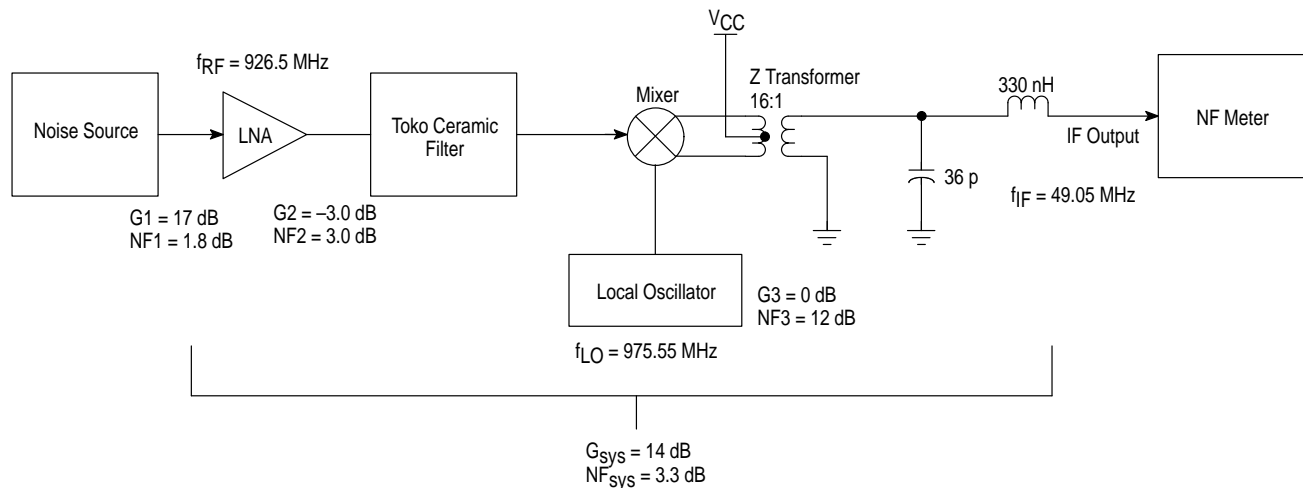 VCC
fRF = 926.5 MHz
Z Transformer
16:1
330 nH
Mixer
Noise Source
LNA
Toko Ceramic
Filter
NF Meter
IF Output
36 p
fIF = 49.05 MHz
G1 = 17 dB
NF1 = 1.8 dB
G2 = –3.0 dB
NF2 = 3.0 dB
Local Oscillator
G3 = 0 dB
NF3 = 12 dB
fLO = 975.55 MHz
Gsys = 14 dB
NFsys = 3.3 dB